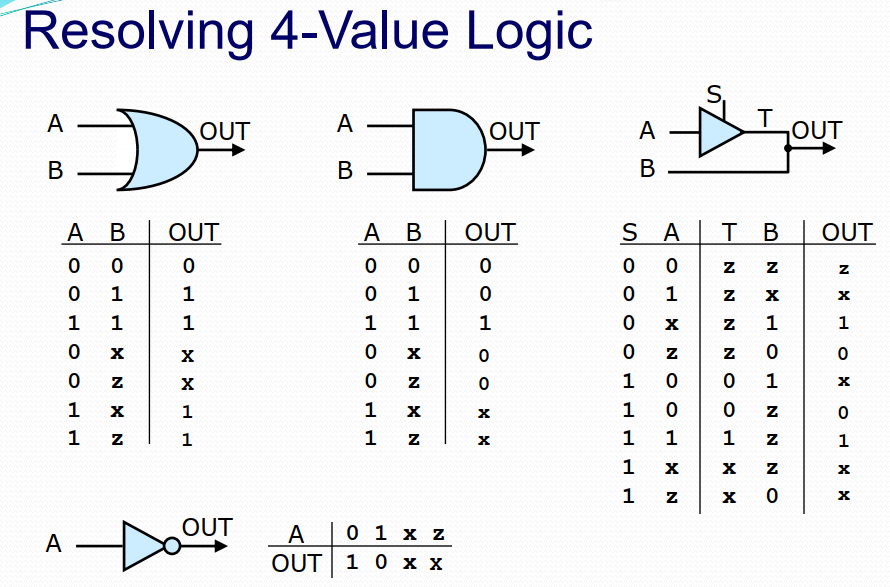 Resolving 4-Value Logic
A
B
OUT
A B OUT
0 0 0
0 1 1
1 1 1
0 x x
0 z x
1 x 1
1 z 1
A
B
OUT
A B OUT
0 0 0
0 1 0
1 1 1
0 x 0
0 z 0
1 x x
1 z x
S
A
T
OUT
B
S A T B OUT
0 0 z z z
0 1 z x x
0 x z 1 1
0 z z 0 0
1 0 0 1 x
1 0 0 z 0
1 1 1 z 1
1 x x z x
1 z x 0 x
A
OUT
A 0 1 x z
OUT 1 0 x x